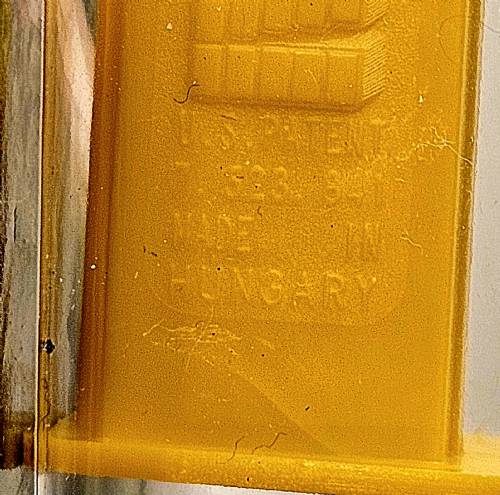 U.S. PATENT
MADE IN
HUNGARY